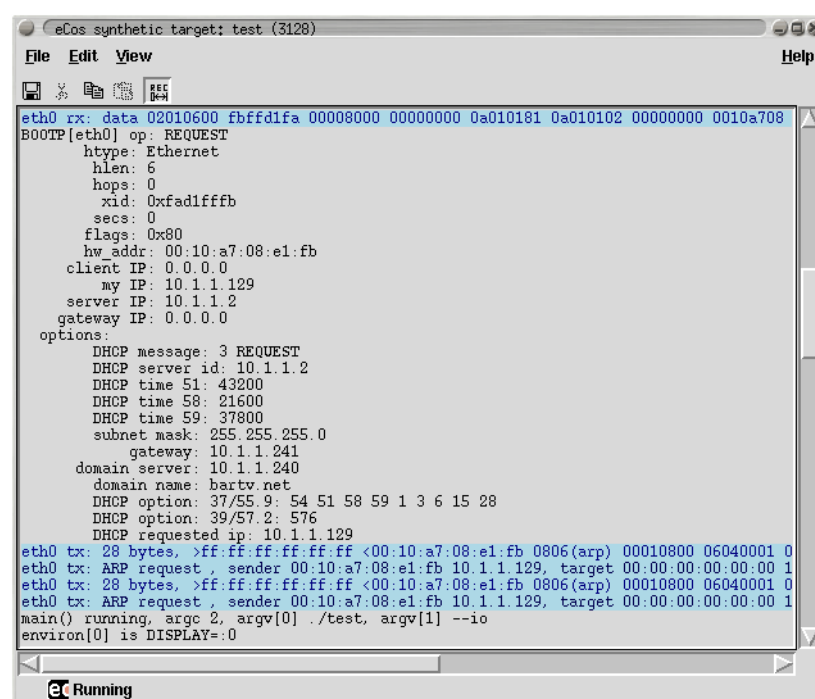 eCos synthetic target: test (3128)
File Edit View Help
REC
eth0 rx: data 02010600 fbffd1fa 00008000 00000000 0a010181 0a010102 00000000 0010a708
BOOTP[eth0] op: REQUEST
htype: Ethernet
hlen: 6
hops: 0
xid: 0xfad1fffb
secs: 0
flags: 0x80
hw_addr: 00:10:a7:08:e1:fb
client IP: 0.0.0.0
my IP: 10.1.1.129
server IP: 10.1.1.2
gateway IP: 0.0.0.0
options:
DHCP message: 3 REQUEST
DHCP server id: 10.1.1.2
DHCP time 51: 43200
DHCP time 58: 21600
DHCP time 59: 37800
subnet mask: 255.255.255.0
gateway: 10.1.1.241
domain server: 10.1.1.240
domain name: bartv.net
DHCP option: 37/55.9: 54 51 58 59 1 3 6 15 28
DHCP option: 39/57.2: 576
DHCP requested ip: 10.1.1.129
eth0 tx: 28 bytes, >ff:ff:ff:ff:ff:ff <00:10:a7:08:e1:fb 0806(arp) 00010800 06040001 0
eth0 tx: ARP request , sender 00:10:a7:08:e1:fb 10.1.1.129, target 00:00:00:00:00:00 1
eth0 tx: 28 bytes, >ff:ff:ff:ff:ff:ff <00:10:a7:08:e1:fb 0806(arp) 00010800 06040001 0
eth0 tx: ARP request , sender 00:10:a7:08:e1:fb 10.1.1.129, target 00:00:00:00:00:00 1
main() running, argc 2, argv[0] ./test, argv[1] --io
environ[0] is DISPLAY=:0
eC Running